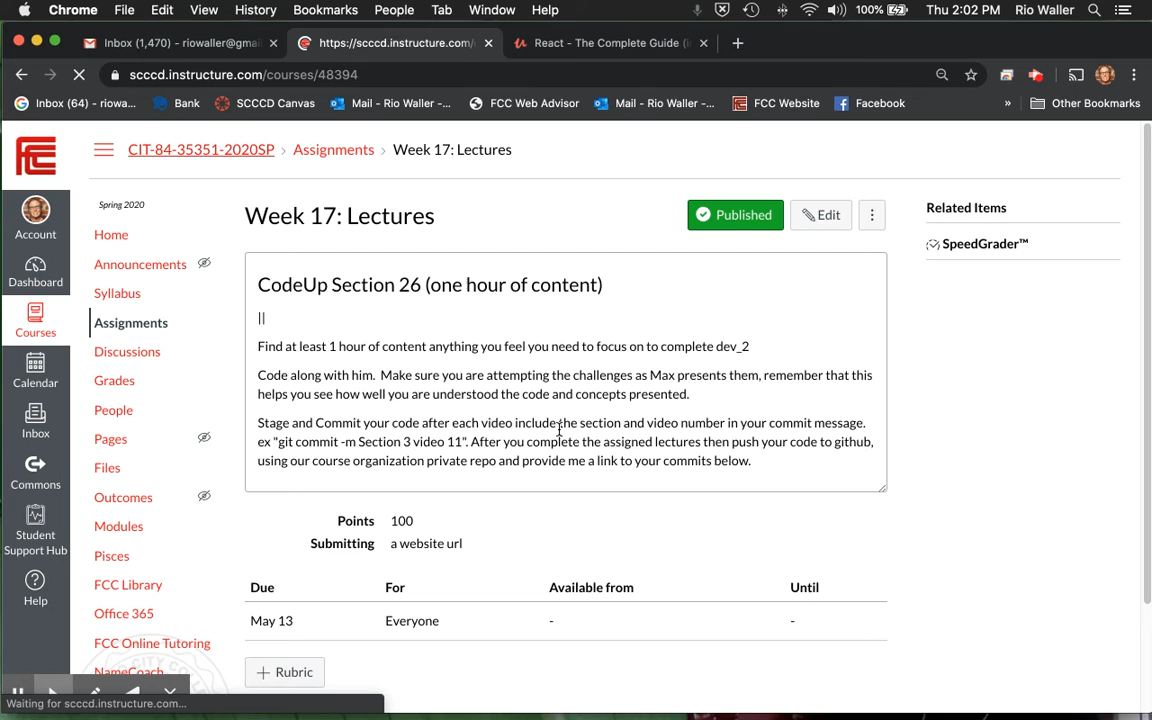 Chrome File Edit View History Bookmarks People Tab Window Help 100% Thu 2:02 PM Rio Waller
Inbox (1,470) - riowaller@gmai https://scccd.instructure.com/ React - The Complete Guide (i
scccd.instructure.com/courses/48394
Inbox (64) - riowa... Bank SCCCD Canvas Mail - Rio Waller -... FCC Web Advisor Mail - Rio Waller -... FCC Website Facebook » Other Bookmarks
CIT-84-35351-2020SP › Assignments › Week 17: Lectures
Account
Dashboard
Courses
Calendar
Inbox
Commons
Student
Support Hub
Help
Spring 2020
Home
Announcements
Syllabus
Assignments
Discussions
Grades
People
Pages
Files
Outcomes
Modules
Pisces
FCC Library
Office 365
FCC Online Tutoring
NameCoach
Week 17: Lectures
Published Edit
CodeUp Section 26 (one hour of content)
||
Find at least 1 hour of content anything you feel you need to focus on to complete dev_2
Code along with him. Make sure you are attempting the challenges as Max presents them, remember that this
helps you see how well you are understood the code and concepts presented.
Stage and Commit your code after each video include the section and video number in your commit message.
ex "git commit -m Section 3 video 11". After you complete the assigned lectures then push your code to github,
using our course organization private repo and provide me a link to your commits below.
Points 100
Submitting a website url
Due For Available from Until
May 13 Everyone - -
+ Rubric
Related Items
SpeedGrader™
Waiting for scccd.instructure.com...